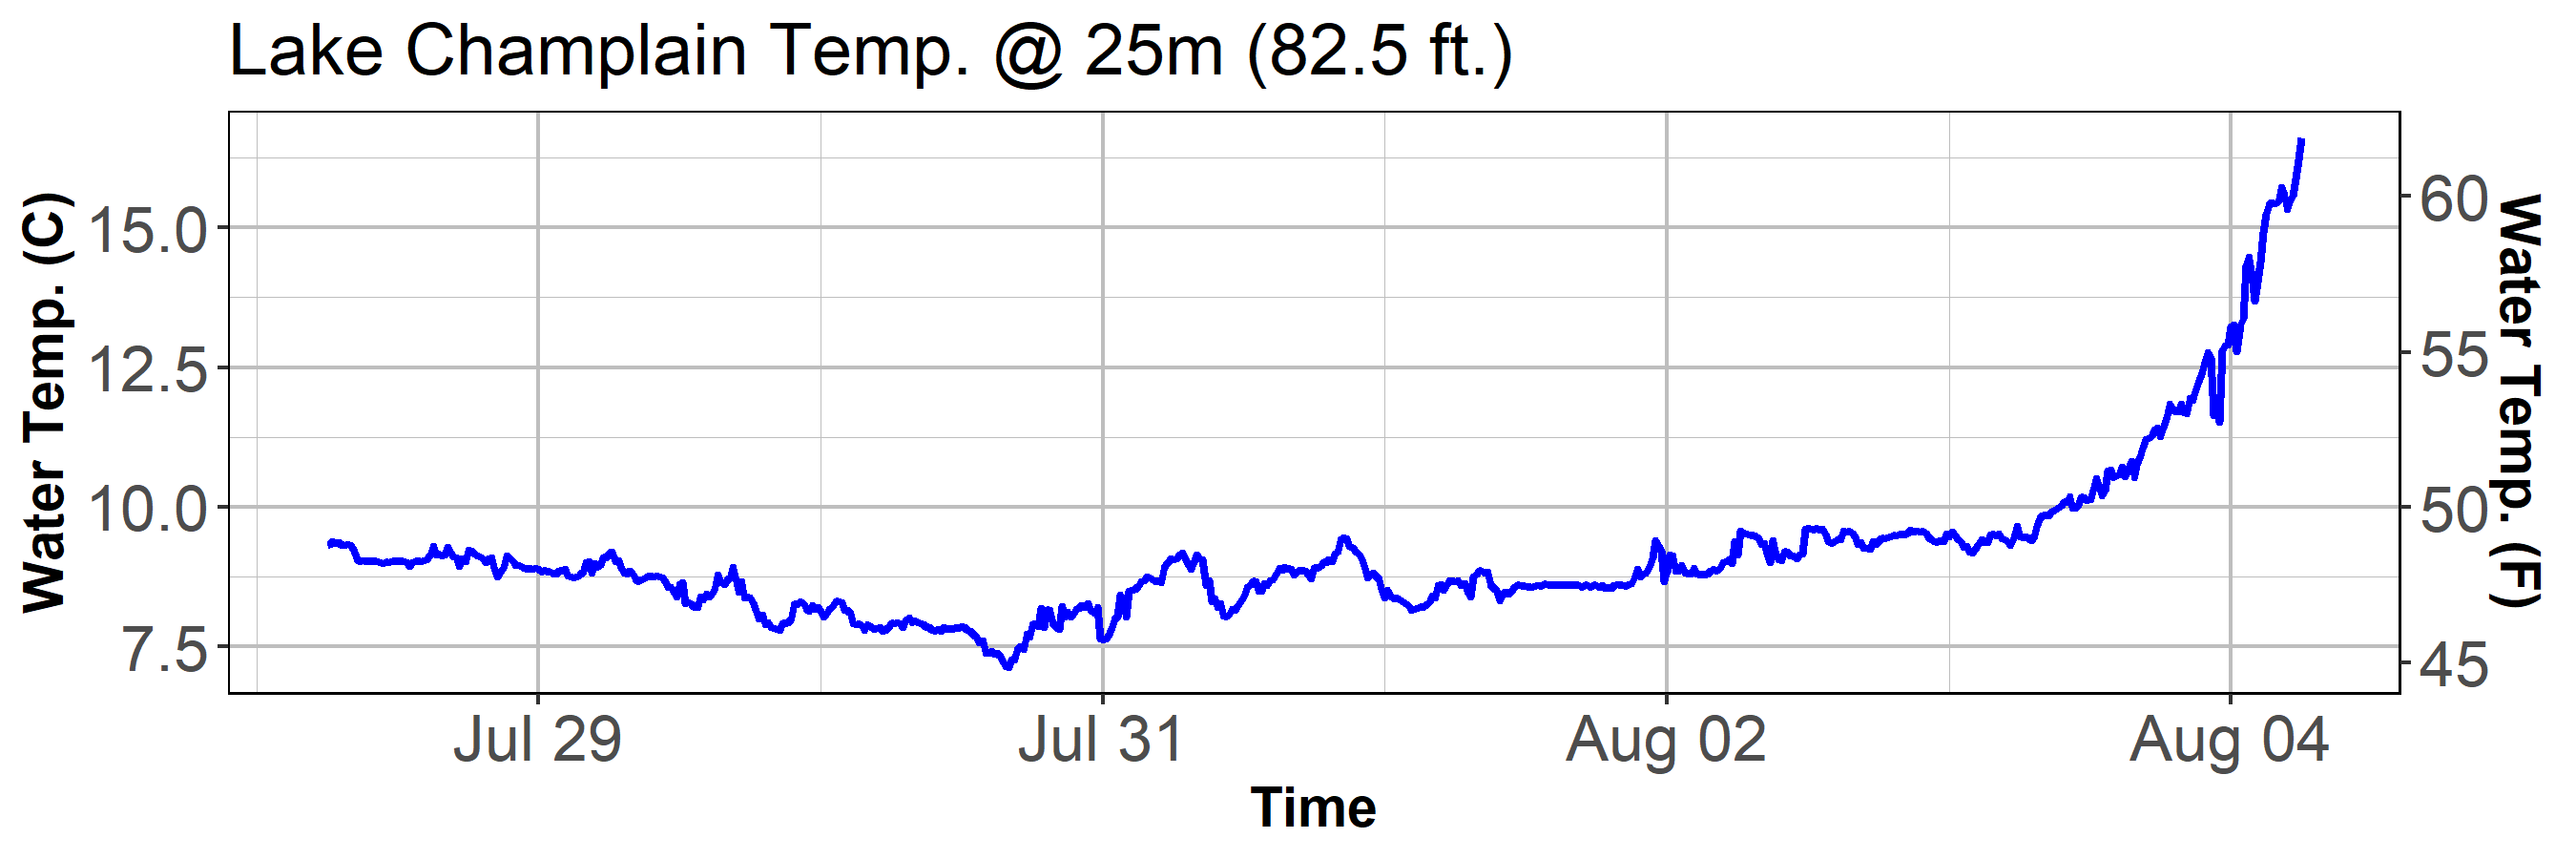 Lake Champlain Temp. @ 25m (82.5 ft.)
Water Temp. (C)
15.0
12.5
10.0
7.5
60
55
50
45
Water Temp. (F)
Jul 29 Jul 31 Aug 02 Aug 04
Time